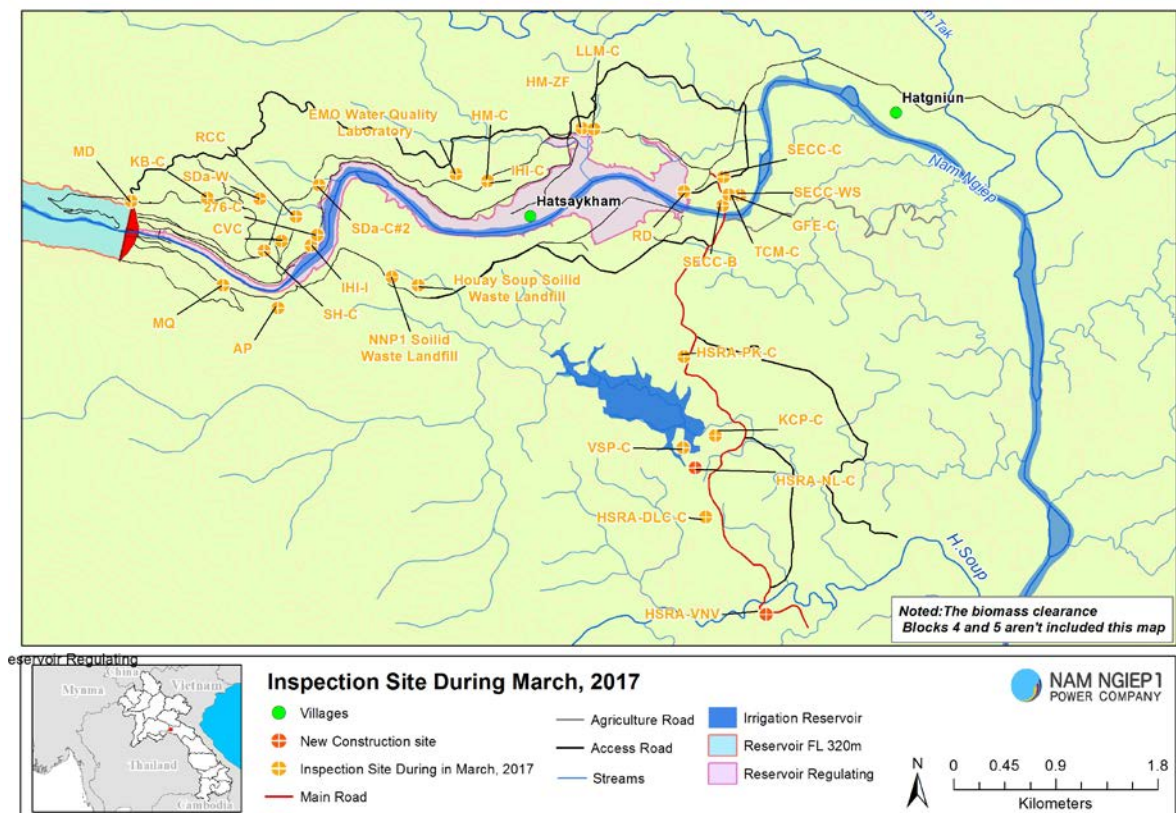 m Tak
LLM-C
HM-ZF
Hatgniun
EMO Water Quality
Laboratory
HM-C
RCC
MD
KB-C
SDa-W
IHI-C
SECC-C
276-C
Hatsaykham
SECC-WS
Nam Ngiep
CVC
SDa-C#2
RD
GFE-C
TCM-C
SECC-B
IHI-I
Houay Soup Soilid
Waste Landfill
MQ
SH-C
AP
NNP1 Soilid
Waste Landfill
HSRA-PK-C
KCP-C
VSP-C
HSRA-NL-C
HSRA-DLC-C
H.Soup
HSRA-VNV
Noted:The biomass clearance
Blocks 4 and 5 aren't included this map
eservoir Regulating
China
Myama
Vietnam
Thailand
Cambodia
Inspection Site During March, 2017
Villages
New Construction site
Inspection Site During in March, 2017
Main Road
Agriculture Road
Access Road
Streams
Irrigation Reservoir
Reservoir FL 320m
Reservoir Regulating
NAM NGIEP 1
POWER COMPANY
N
0 0.45 0.9 1.8
Kilometers